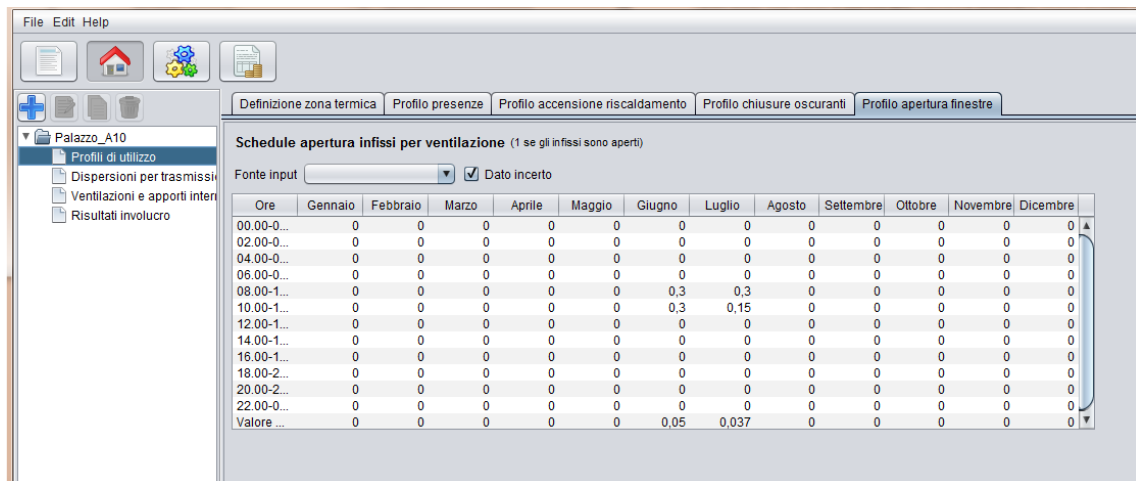 File Edit Help
Definizione zona termica Profilo presenze Profilo accensione riscaldamento Profilo chiusure oscuranti Profilo apertura finestre
Palazzo_A10
Profili di utilizzo
Dispersioni per trasmissi
Ventilazioni e apporti inter
Risultati involucro
Schedule apertura infissi per ventilazione (1 se gli infissi sono aperti)
Fonte input Dato incerto
Ore Gennaio Febbraio Marzo Aprile Maggio Giugno Luglio Agosto Settembre Ottobre Novembre Dicembre
00.00-0... 0 0 0 0 0 0 0 0 0 0 0 0
02.00-0... 0 0 0 0 0 0 0 0 0 0 0 0
04.00-0... 0 0 0 0 0 0 0 0 0 0 0 0
06.00-0... 0 0 0 0 0 0 0 0 0 0 0 0
08.00-1... 0 0 0 0 0 0,3 0,3 0 0 0 0 0
10.00-1... 0 0 0 0 0 0,3 0,15 0 0 0 0 0
12.00-1... 0 0 0 0 0 0 0 0 0 0 0 0
14.00-1... 0 0 0 0 0 0 0 0 0 0 0 0
16.00-1... 0 0 0 0 0 0 0 0 0 0 0 0
18.00-2... 0 0 0 0 0 0 0 0 0 0 0 0
20.00-2... 0 0 0 0 0 0 0 0 0 0 0 0
22.00-0... 0 0 0 0 0 0 0 0 0 0 0 0
Valore ... 0 0 0 0 0 0,05 0,037 0 0 0 0 0